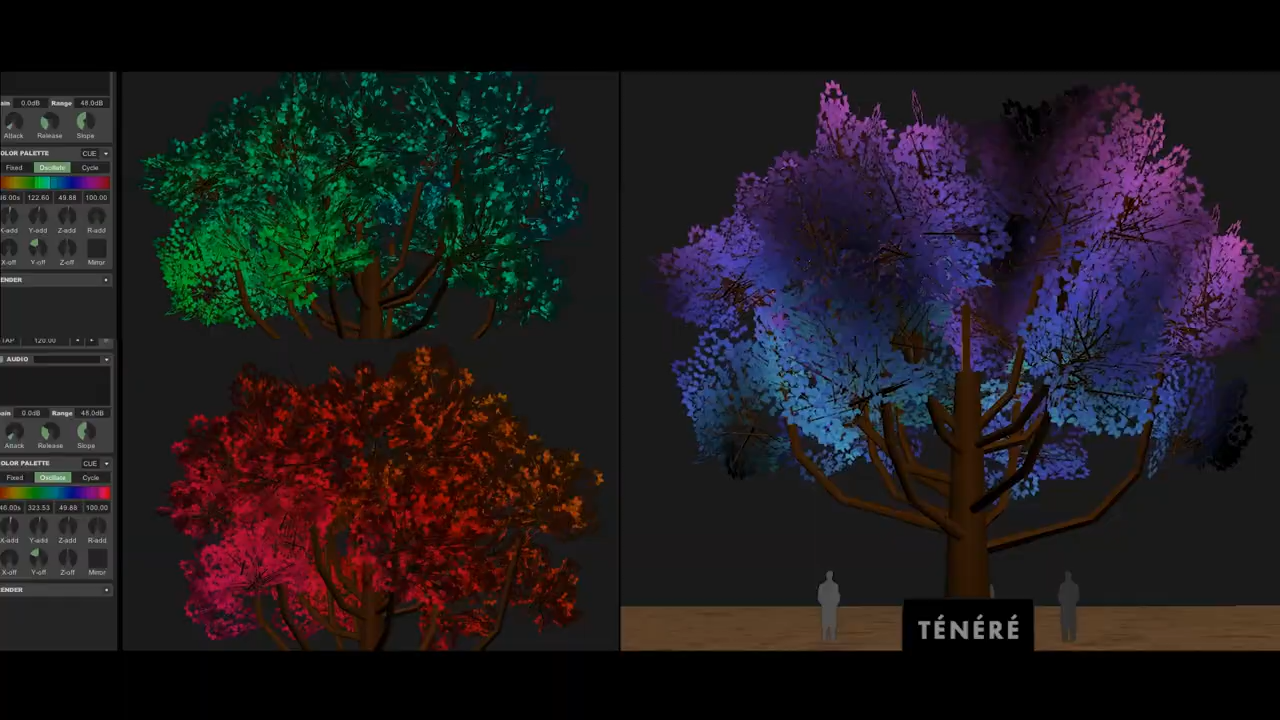 0.0dB Range 48.0dB
Attack Release Slope
COLOR PALETTE CUE
Fixed Oscillate Cycle
122.60 49.88 100.00
X-add Y-add Z-add R-add
X-off Y-off Z-off Mirror
TAP 120.00
AUDIO
0.0dB Range 48.0dB
Attack Release Slope
COLOR PALETTE CUE
Fixed Oscillate Cycle
323.53 49.88 100.00
X-add Y-add Z-add R-add
X-off Y-off Z-off Mirror
TÉNÉRÉ